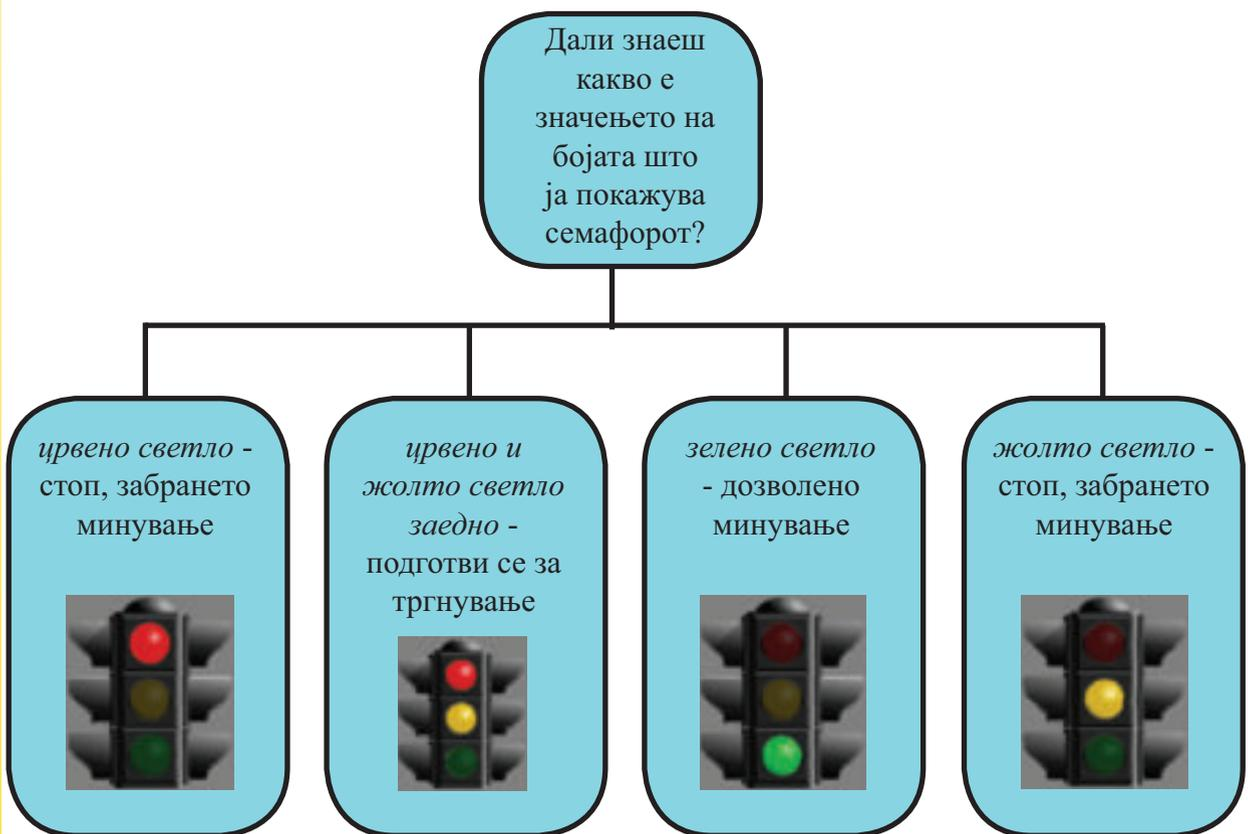 Дали знаеш
какво е
значењето на
бојата што
ја покажува
семафорот?
црвено светло -
стоп, забрането
минување
црвено и
жолто светло
заедно -
подготви се за
тргнување
зелено светло
- дозволено
минување
жолто светло -
стоп, забрането
минување